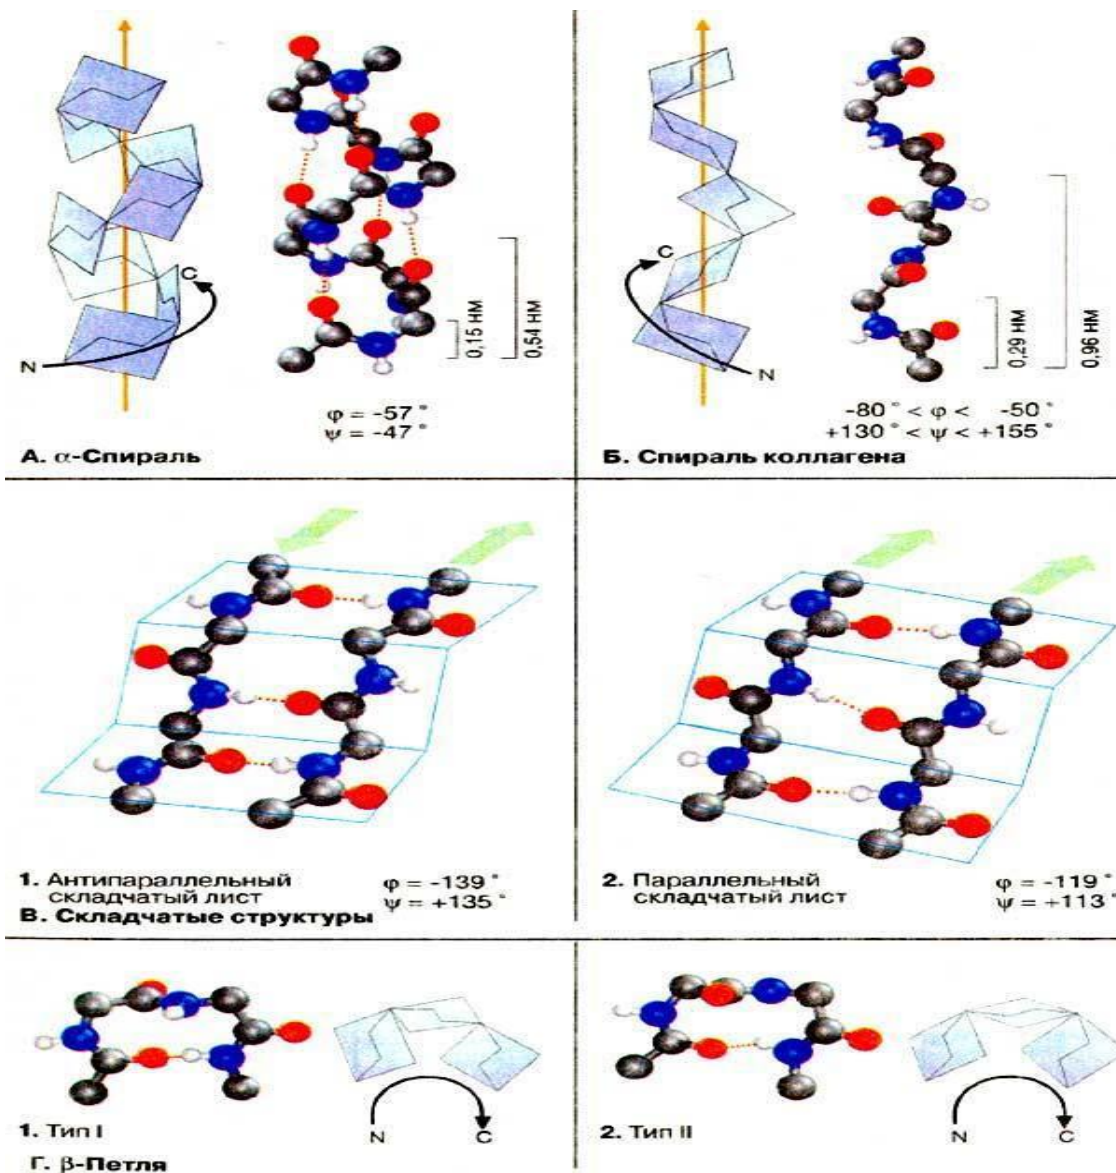 C
N
0,15 нм
0,54 нм
φ = -57 °
ψ = -47 °
А. α-Спираль
C
N
0,29 нм
0,96 нм
-80° < φ < -50°
+130° < ψ < +155°
Б. Спираль коллагена
1. Антипараллельный
складчатый лист
φ = -139 °
ψ = +135 °
В. Складчатые структуры
2. Параллельный
складчатый лист
φ = -119 °
ψ = +113 °
N
C
1. Тип I
N
C
2. Тип II
Г. β-Петля